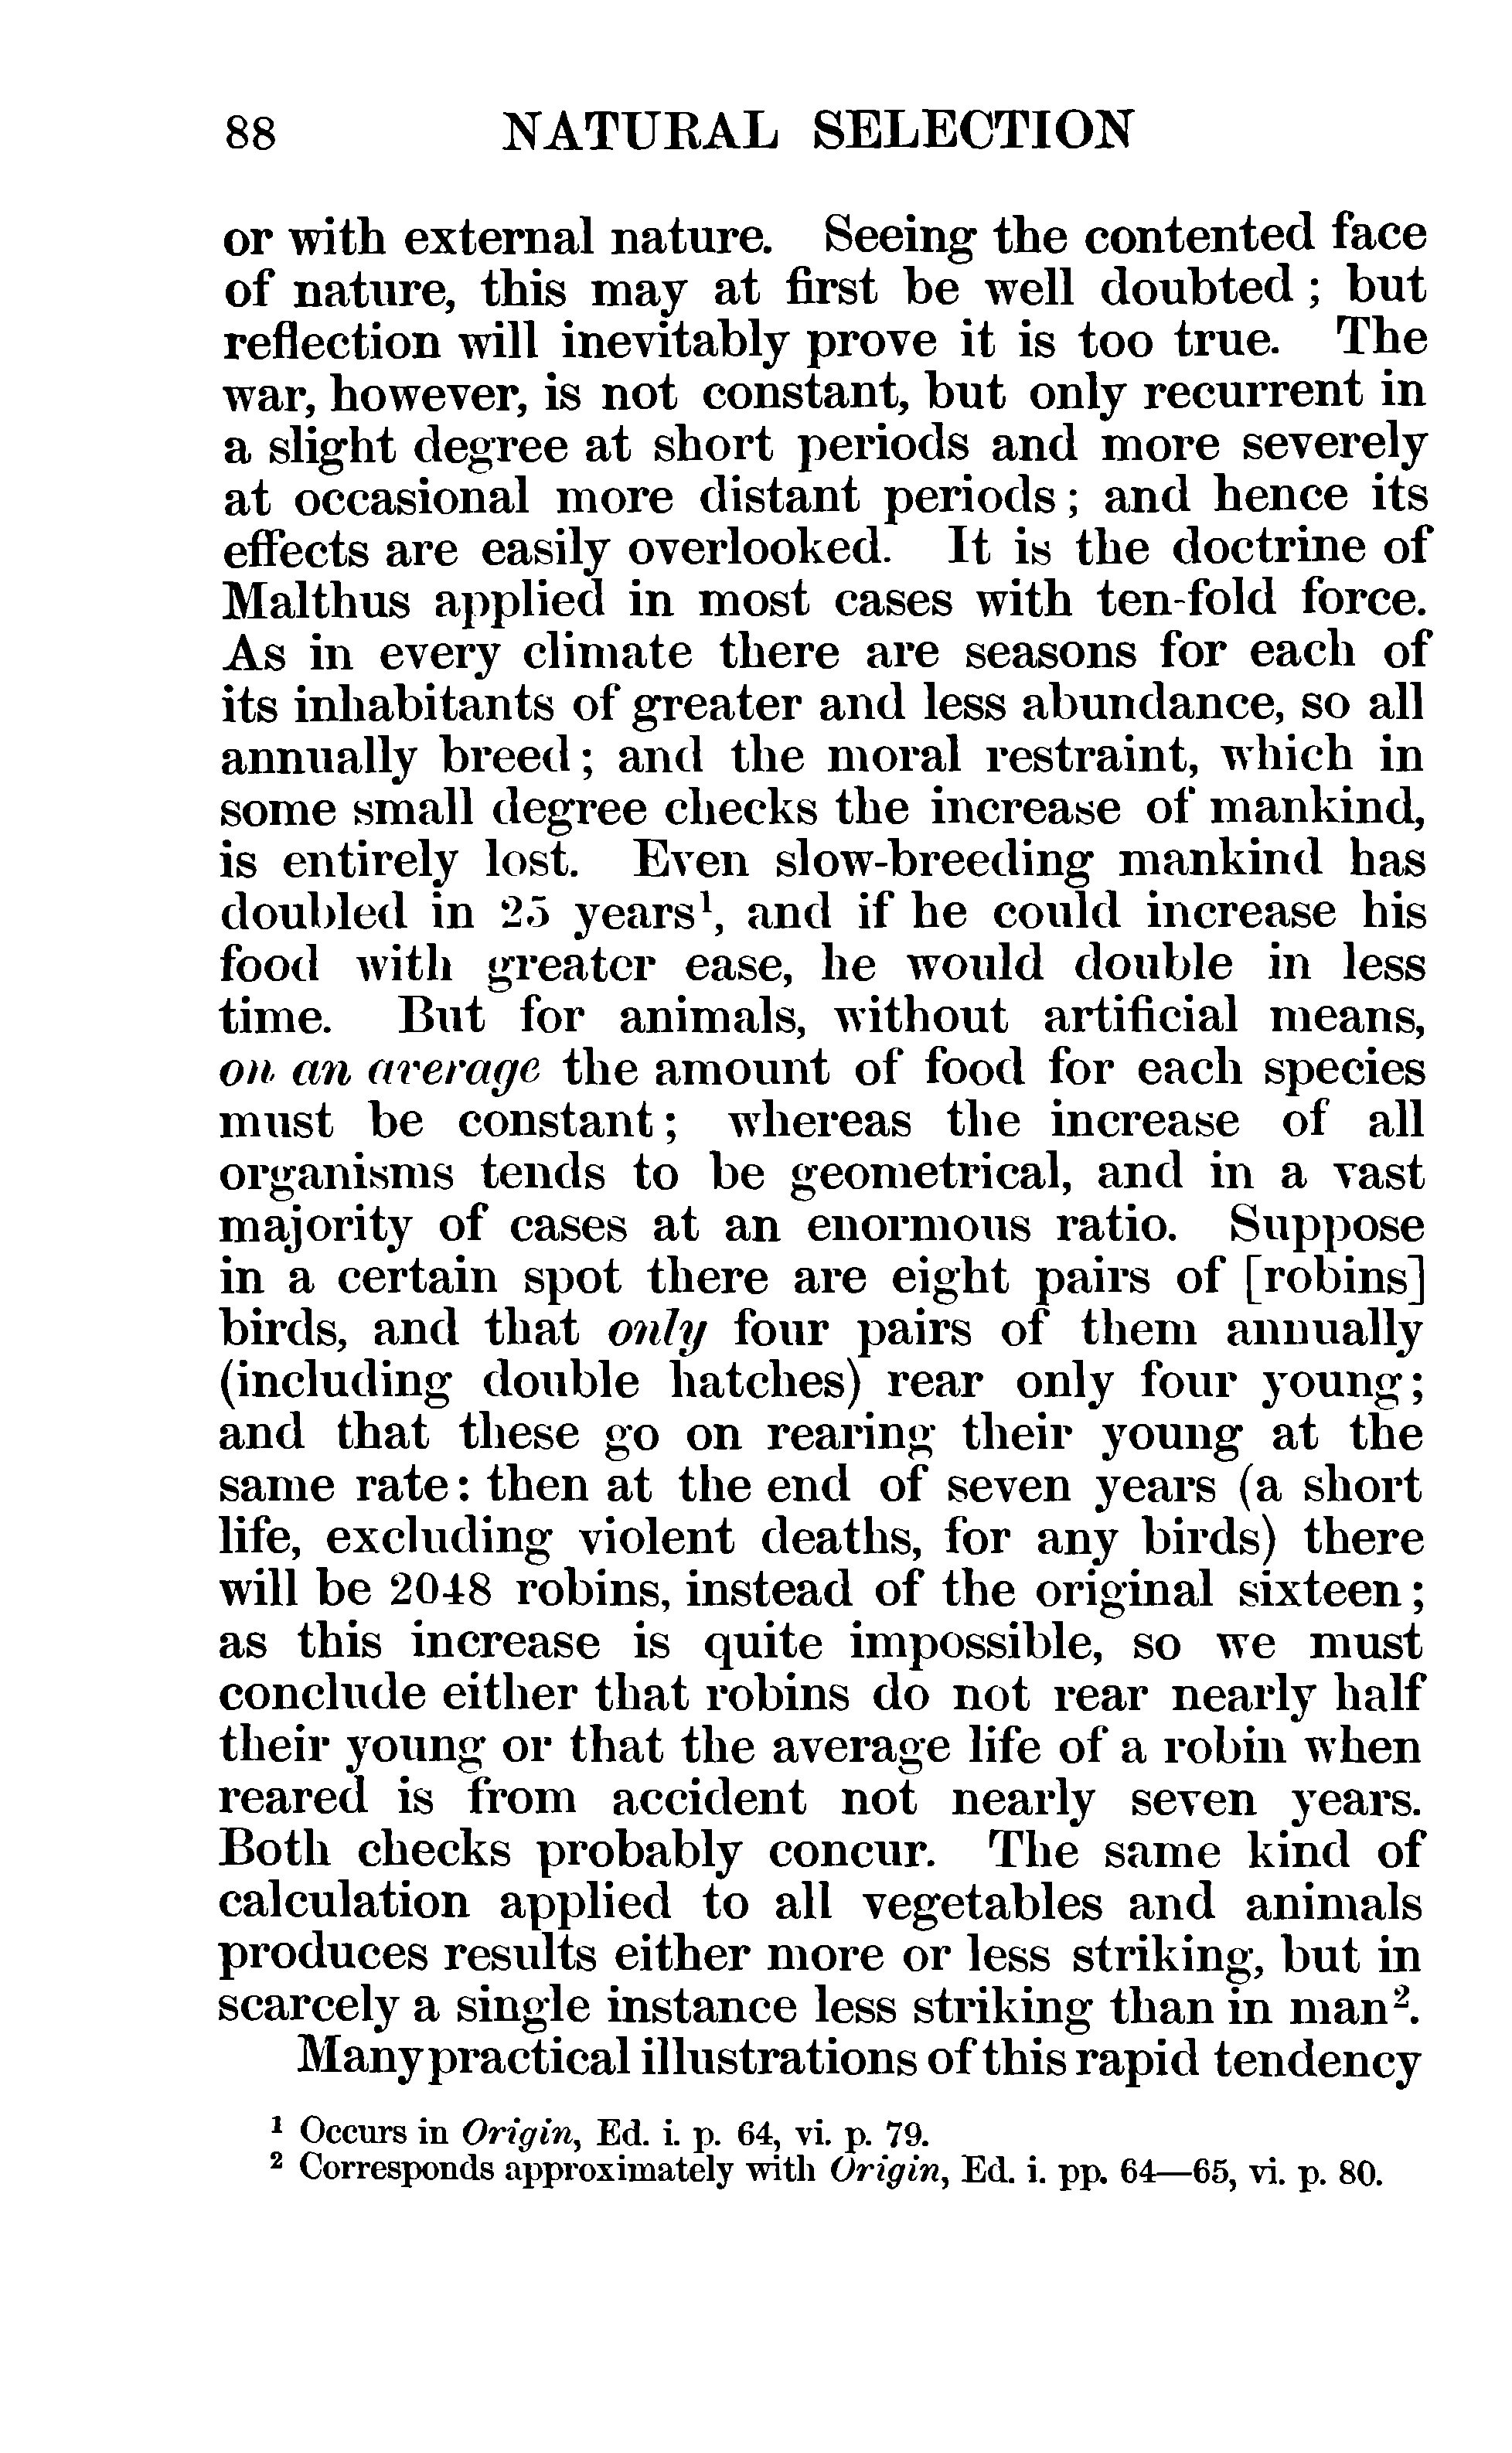 88 NATURAL SELECTION
or with external nature. Seeing the contented face
of nature, this may at first be well doubted; but
reflection will inevitably prove it is too true. The
war, however, is not constant, but only recurrent in
a slight degree at short periods and more severely
at occasional more distant periods; and hence its
effects are easily overlooked. It is the doctrine of
Malthus applied in most cases with ten-fold force.
As in every climate there are seasons for each of
its inhabitants of greater and less abundance, so all
annually breed; and the moral restraint, which in
some small degree checks the increase of mankind,
is entirely lost. Even slow-breeding mankind has
doubled in 25 years¹, and if he could increase his
food with greater ease, he would double in less
time. But for animals, without artificial means,
on an average the amount of food for each species
must be constant; whereas the increase of all
organisms tends to be geometrical, and in a vast
majority of cases at an enormous ratio. Suppose
in a certain spot there are eight pairs of [robins]
birds, and that only four pairs of them annually
(including double hatches) rear only four young;
and that these go on rearing their young at the
same rate: then at the end of seven years (a short
life, excluding violent deaths, for any birds) there
will be 2048 robins, instead of the original sixteen;
as this increase is quite impossible, so we must
conclude either that robins do not rear nearly half
their young or that the average life of a robin when
reared is from accident not nearly seven years.
Both checks probably concur. The same kind of
calculation applied to all vegetables and animals
produces results either more or less striking, but in
scarcely a single instance less striking than in man².
Many practical illustrations of this rapid tendency
¹ Occurs in Origin, Ed. i. p. 64, vi. p. 79.
² Corresponds approximately with Origin, Ed. i. pp. 64—65, vi. p. 80.